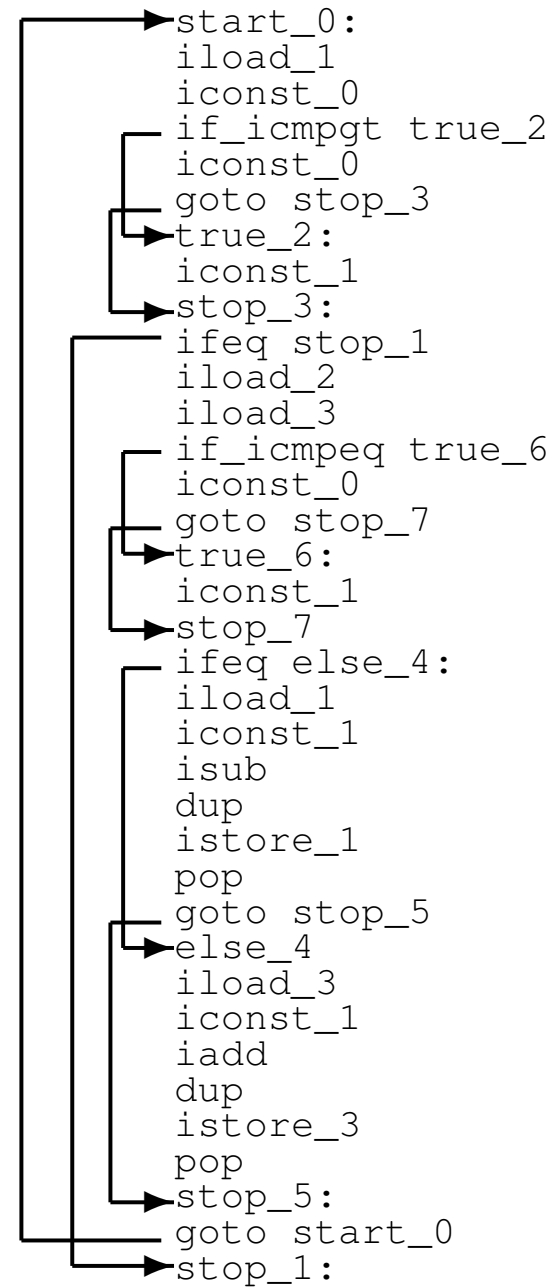 start_0:
iload_1
iconst_0
if_icmpgt true_2
iconst_0
goto stop_3
true_2:
iconst_1
stop_3:
ifeq stop_1
iload_2
iload_3
if_icmpeq true_6
iconst_0
goto stop_7
true_6:
iconst_1
stop_7
ifeq else_4:
iload_1
iconst_1
isub
dup
istore_1
pop
goto stop_5
else_4
iload_3
iconst_1
iadd
dup
istore_3
pop
stop_5:
goto start_0
stop_1: